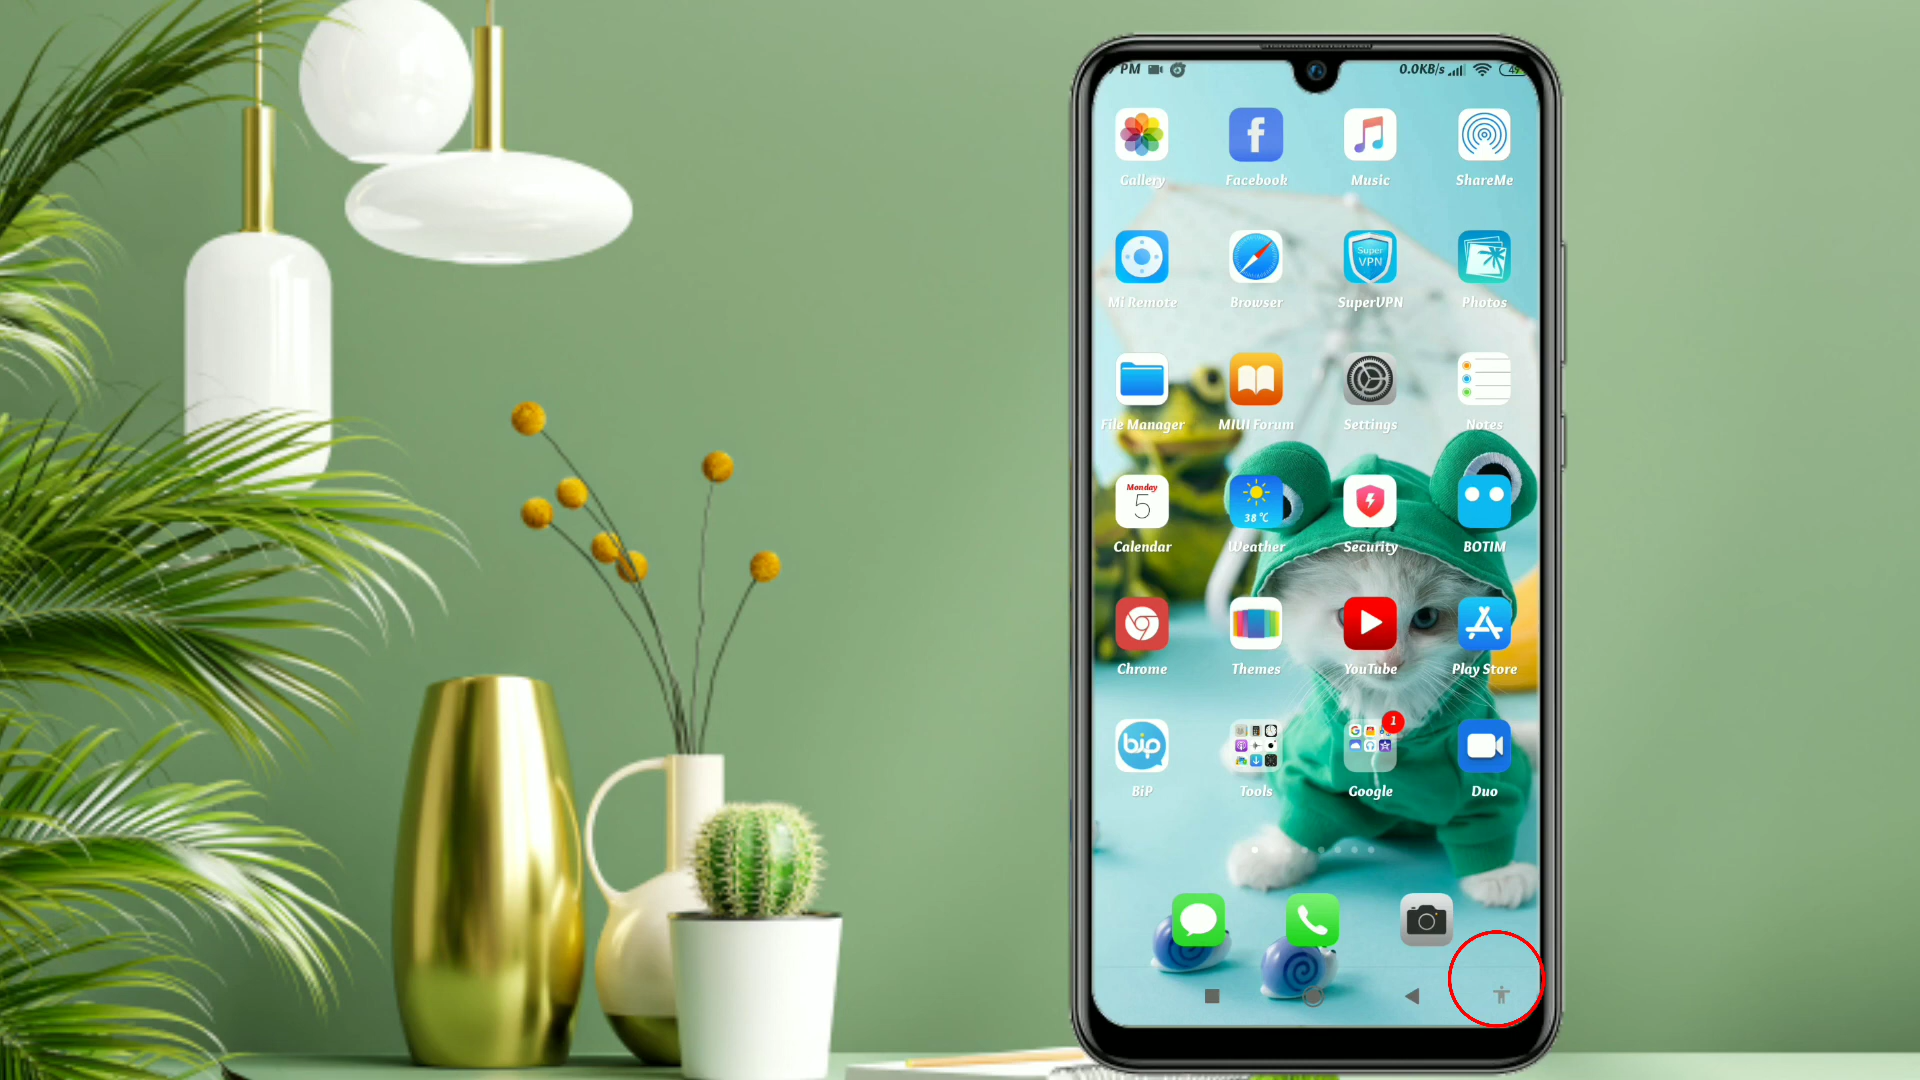 PM 0.0KB/s 49
Gallery Facebook Music ShareMe
Super VPN
Mi Remote Browser SuperVPN Photos
File Manager MIUI Forum Settings Notes
Monday
5
38°C
Calendar Weather Security BOTIM
Chrome Themes YouTube Play Store
bip
1
BiP Tools Google Duo